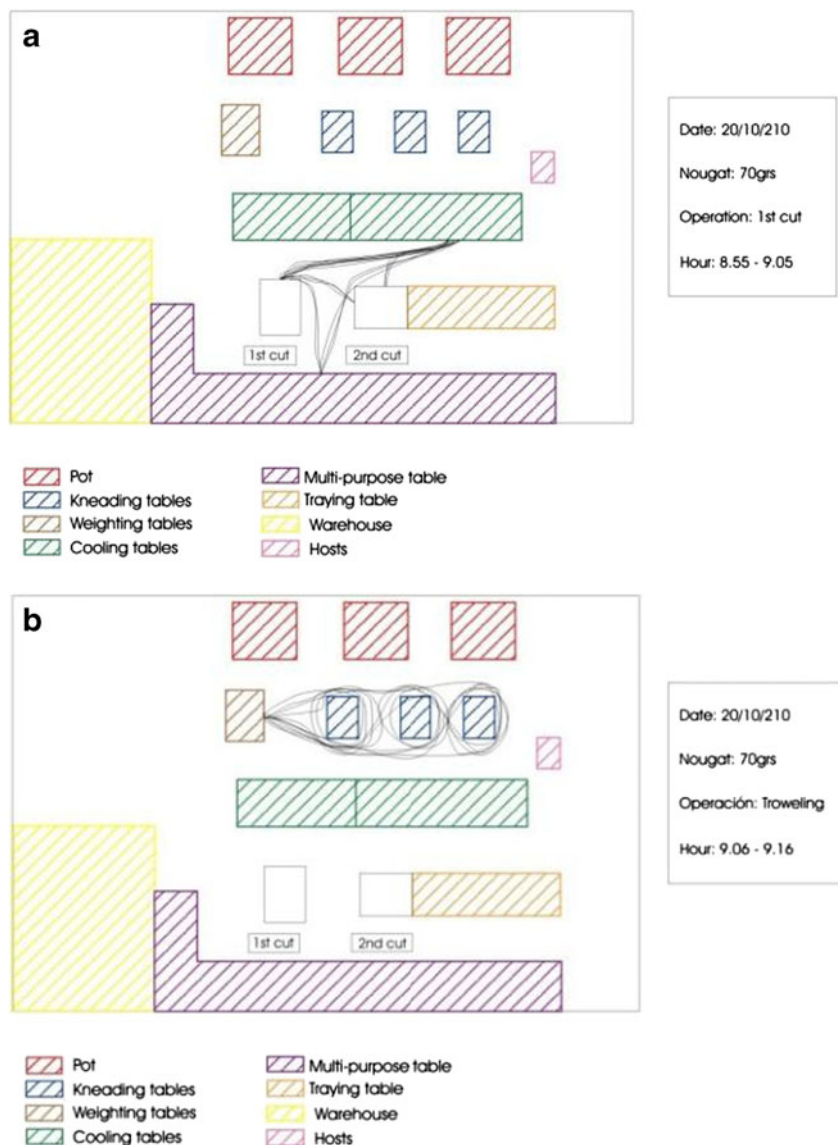 a
Date: 20/10/210
Nougat: 70grs
Operation: 1st cut
Hour: 8.55 - 9.05
1st cut
2nd cut
Pot
Kneading tables
Weighting tables
Cooling tables
Multi-purpose table
Traying table
Warehouse
Hosts
b
Date: 20/10/210
Nougat: 70grs
Operación: Troweling
Hour: 9.06 - 9.16
1st cut
2nd cut
Pot
Kneading tables
Weighting tables
Cooling tables
Multi-purpose table
Traying table
Warehouse
Hosts